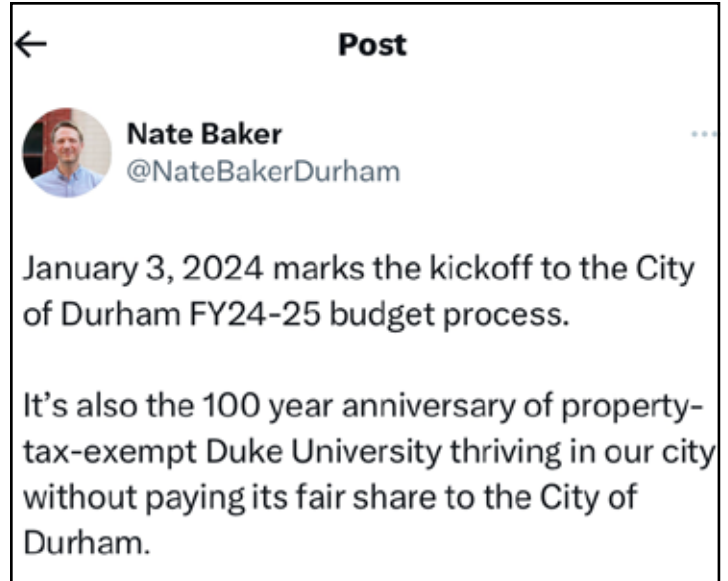 Post
Nate Baker
@NateBakerDurham
January 3, 2024 marks the kickoff to the City
of Durham FY24-25 budget process.
It’s also the 100 year anniversary of property-
tax-exempt Duke University thriving in our city
without paying its fair share to the City of
Durham.